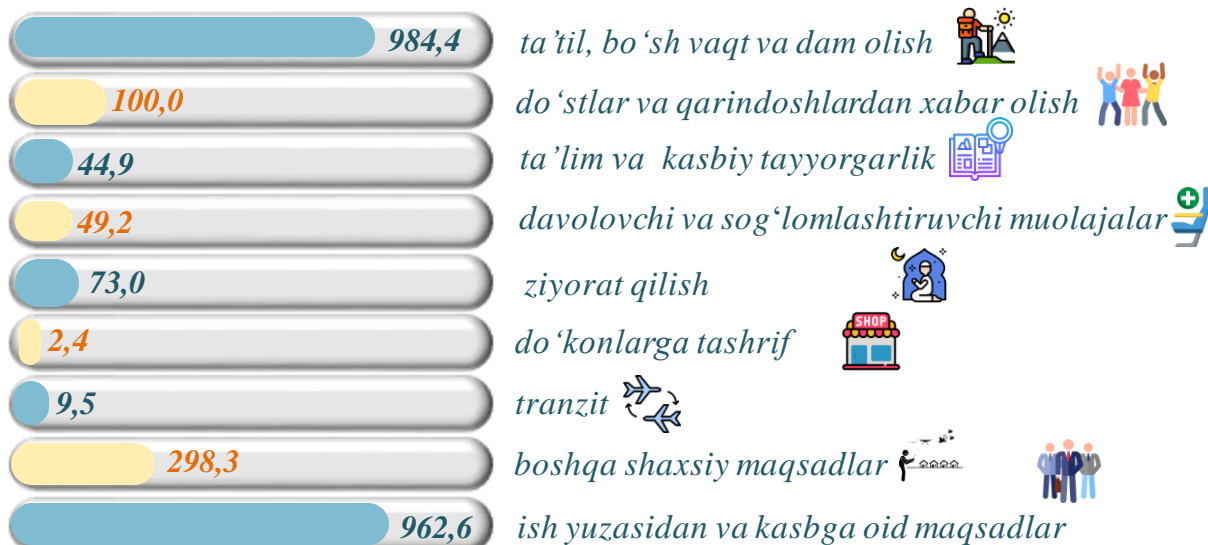 984,4 ta’til, bo‘sh vaqt va dam olish
100,0 do‘stlar va qarindoshlardan xabar olish
44,9 ta’lim va kasbiy tayyorgarlik
49,2 davolovchi va sog‘lomlashtiruvchi muolajalar
73,0 ziyorat qilish
2,4 do‘konlarga tashrif
SHOP
9,5 tranzit
298,3 boshqa shaxsiy maqsadlar
962,6 ish yuzasidan va kasbga oid maqsadlar